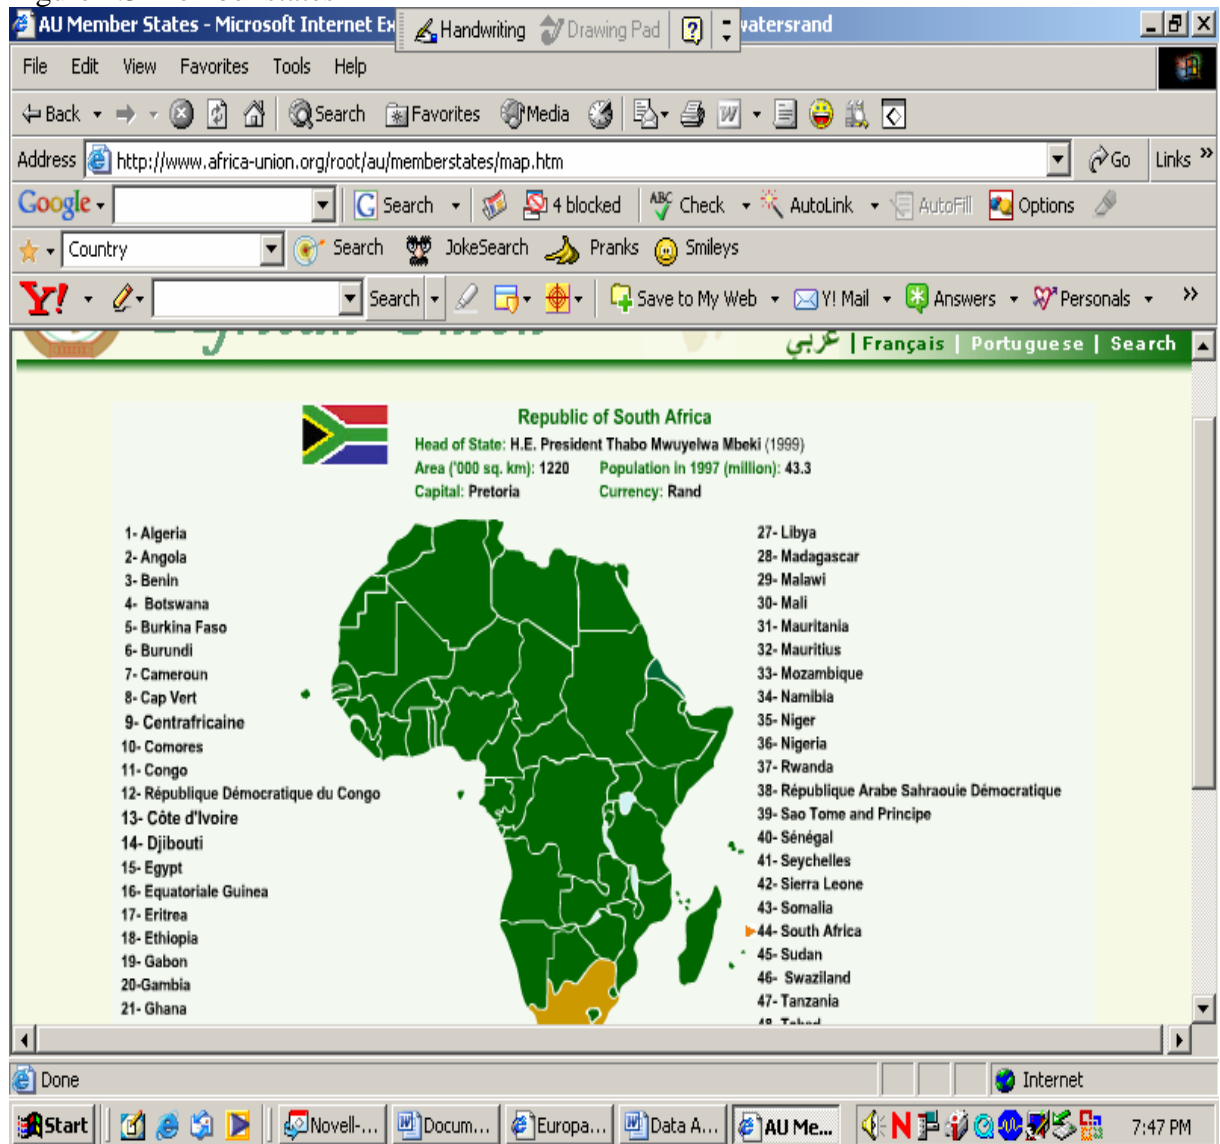 AU Member States - Microsoft Internet Ex
Handwriting Drawing Pad
watersrand
File Edit View Favorites Tools Help
Back Search Favorites Media
Address http://www.africa-union.org/root/au/memberstates/map.htm Go Links »
Google Search 4 blocked ABC Check AutoLink AutoFill Options
Country Search JokeSearch Pranks Smileys
Y! Search Save to My Web Y! Mail Answers Personals »
عربي | Français | Portuguese | Search
Republic of South Africa
Head of State: H.E. President Thabo Mwuyelwa Mbeki (1999)
Area ('000 sq. km): 1220 Population in 1997 (million): 43.3
Capital: Pretoria Currency: Rand
1- Algeria
2- Angola
3- Benin
4- Botswana
5- Burkina Faso
6- Burundi
7- Cameroun
8- Cap Vert
9- Centrafricaine
10- Comores
11- Congo
12- République Démocratique du Congo
13- Côte d'Ivoire
14- Djibouti
15- Egypt
16- Equatoriale Guinea
17- Eritrea
18- Ethiopia
19- Gabon
20-Gambia
21- Ghana
27- Libya
28- Madagascar
29- Malawi
30- Mali
31- Mauritania
32- Mauritius
33- Mozambique
34- Namibia
35- Niger
36- Nigeria
37- Rwanda
38- République Arabe Sahraouie Démocratique
39- Sao Tome and Principe
40- Sénégal
41- Seychelles
42- Sierra Leone
43- Somalia
44- South Africa
45- Sudan
46- Swaziland
47- Tanzania
Done Internet
Start Novell-... Docum... Europa... Data A... AU Me... 7:47 PM